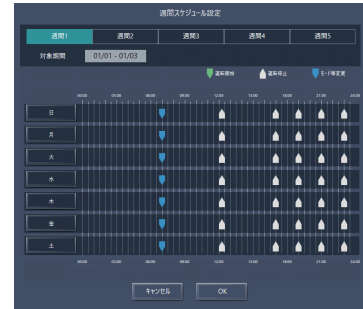 週間スケジュール設定
週間1 週間2 週間3 週間4 週間5
対象期間 01/01 - 01/03
運転開始 運転停止 モード等変更
00:00 03:00 06:00 09:00 12:00 15:00 18:00 21:00 24:00
日
月
火
水
木
金
土
00:00 03:00 06:00 09:00 12:00 15:00 18:00 21:00 24:00
キャンセル OK